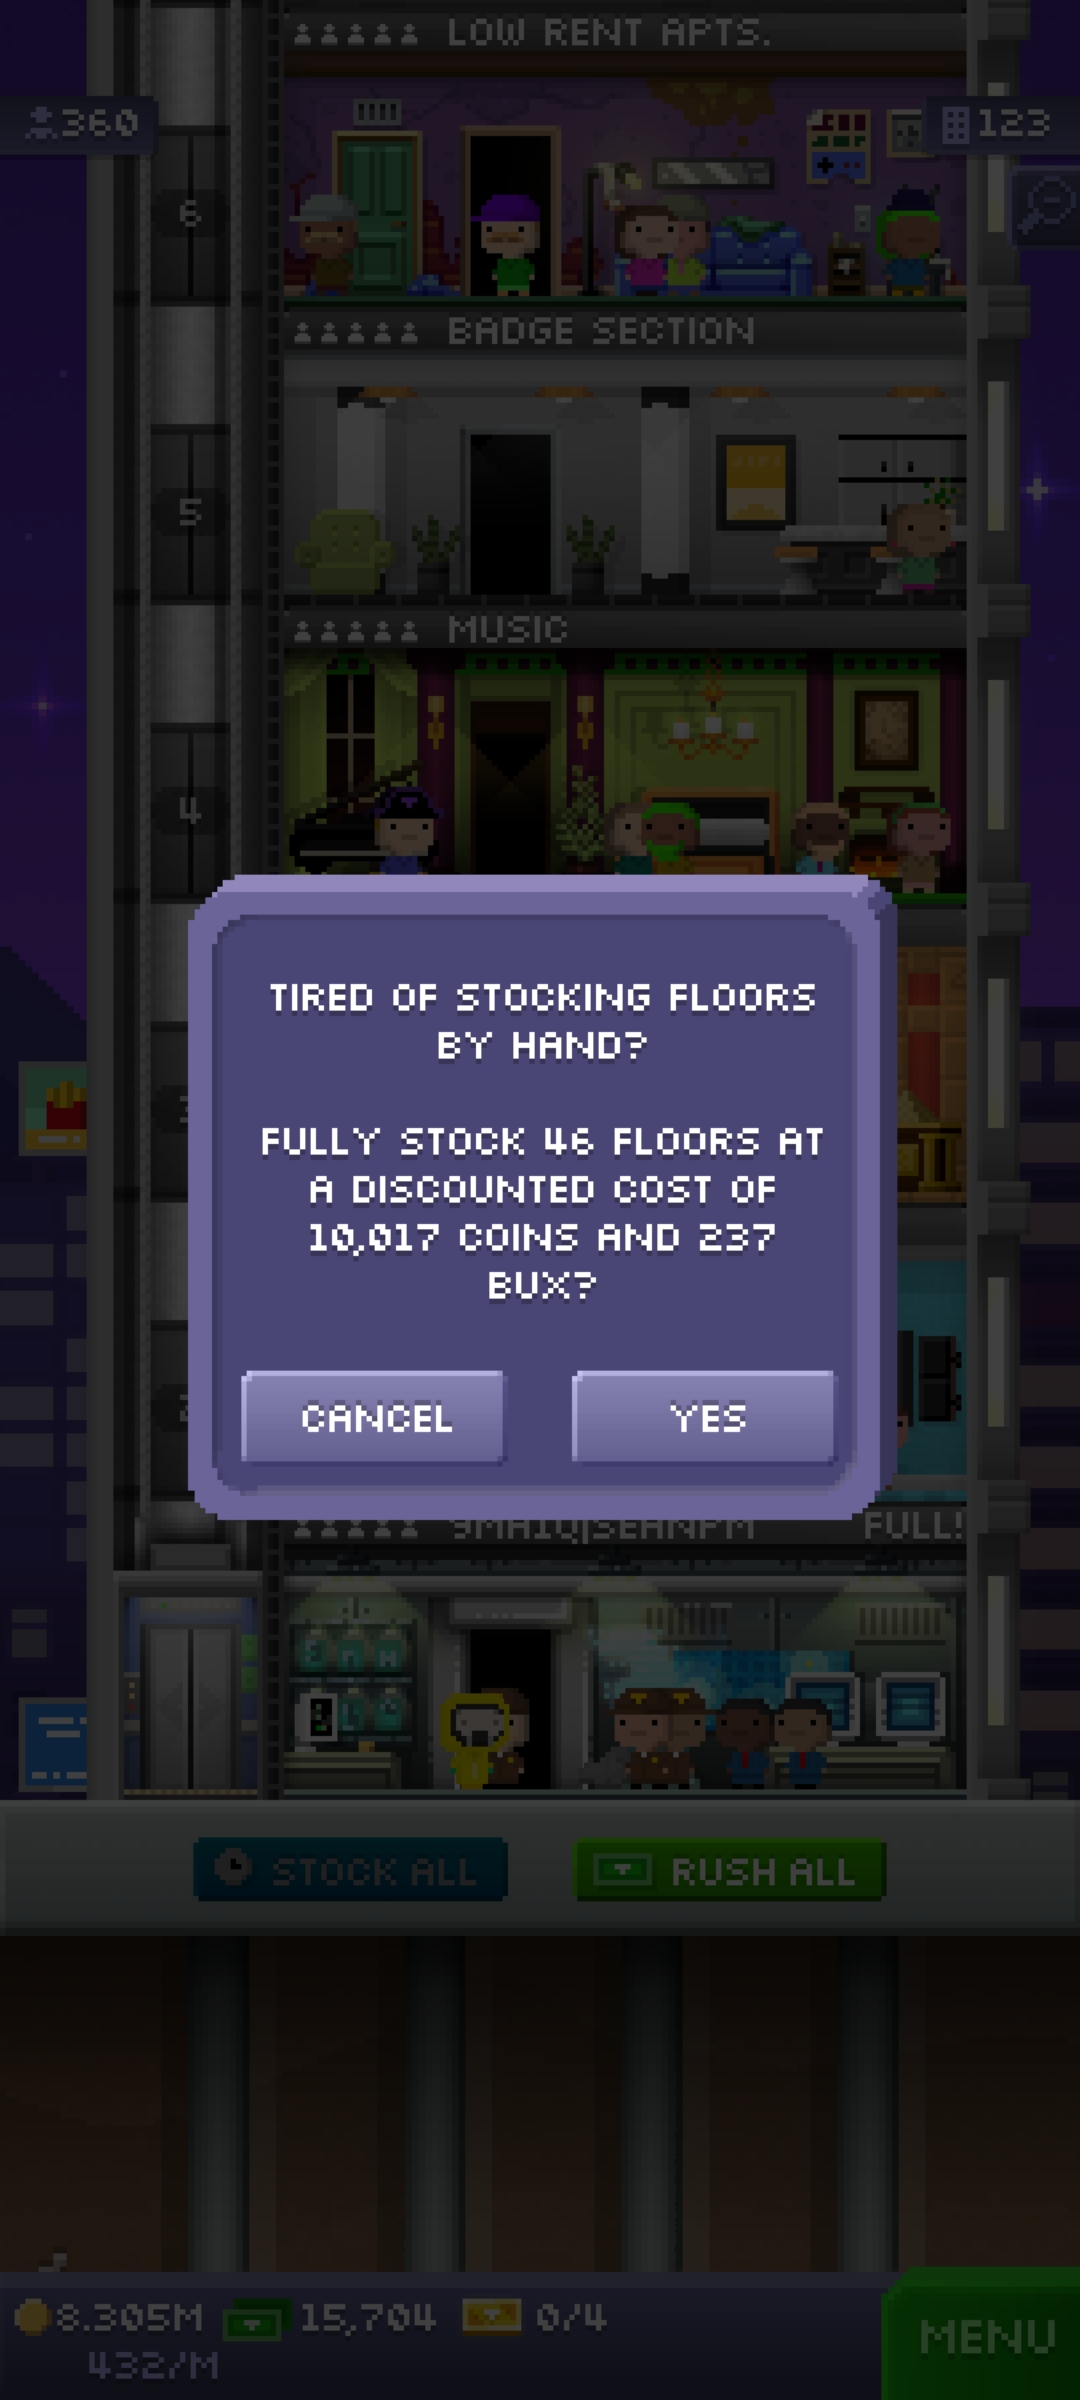 LOW RENT APTS.
360
123
6
BADGE SECTION
5
MUSIC
4
TIRED OF STOCKING FLOORS
BY HAND?
FULLY STOCK 46 FLOORS AT
A DISCOUNTED COST OF
10,017 COINS AND 237
BUX?
CANCEL
YES
FULL!
STOCK ALL
RUSH ALL
8.305M
15,704
0/4
432/M
MENU